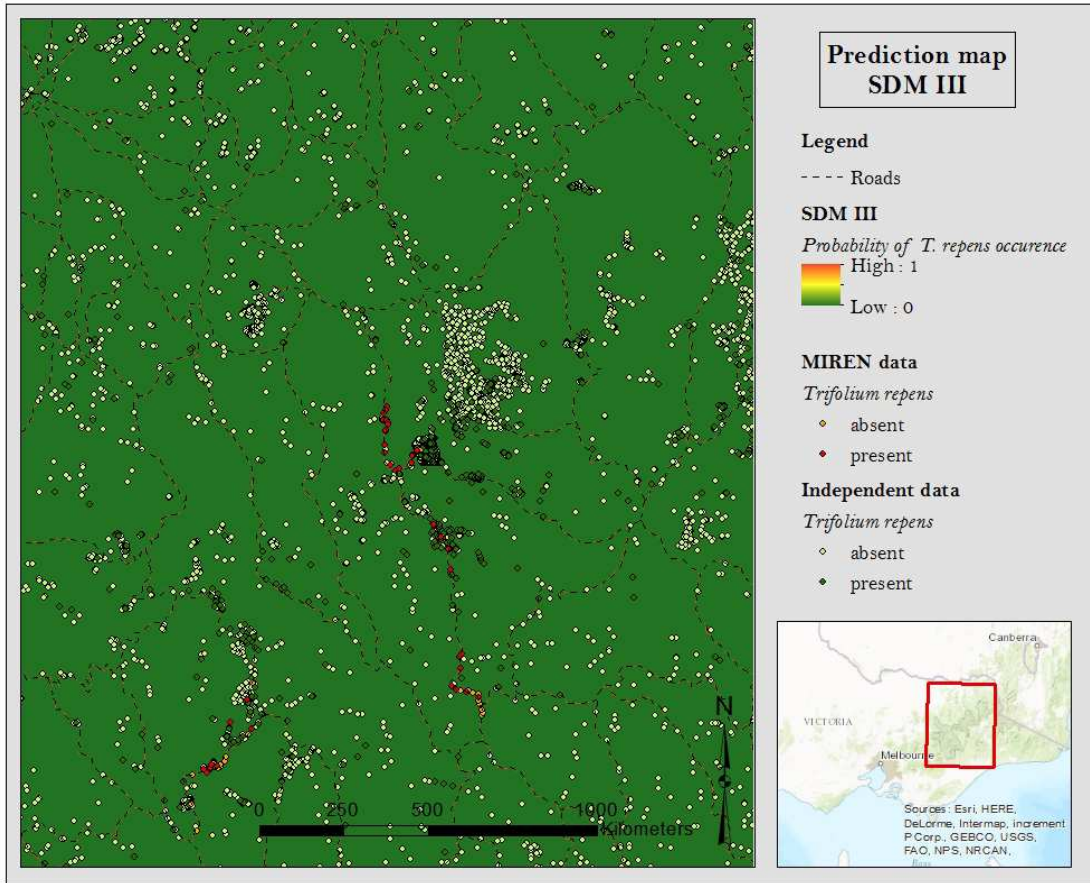 Prediction map
SDM III
Legend
Roads
SDM III
Probability of T. repens occurence
High : 1
Low : 0
MIREN data
Trifolium repens
absent
present
Independent data
Trifolium repens
absent
present
N
0 250 500 1000
Kilometers
Canberra
VICTORIA
Melbourne
Sources: Esri, HERE,
DeLorme, Intermap, increment
P Corp., GEBCO, USGS,
FAO, NPS, NRCAN,